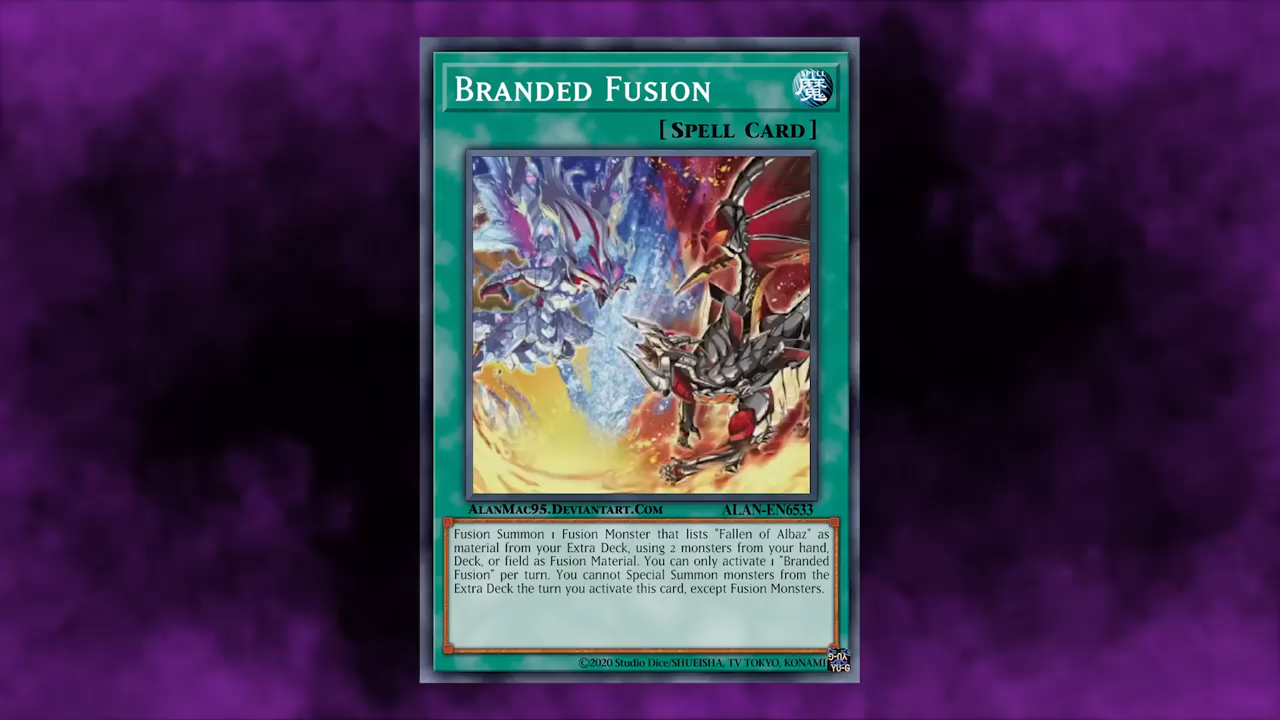 BRANDED FUSION
SPELL
魔
[ SPELL CARD ]
ALANMAC95.DEVIANTART.COM ALAN-EN6533
Fusion Summon 1 Fusion Monster that lists "Fallen of Albaz" as
material from your Extra Deck, using 2 monsters from your hand,
Deck, or field as Fusion Material. You can only activate 1 "Branded
Fusion" per turn. You cannot Special Summon monsters from the
Extra Deck the turn you activate this card, except Fusion Monsters.
©2020 Studio Dice/SHUEISHA, TV TOKYO, KONAMI
YU-G